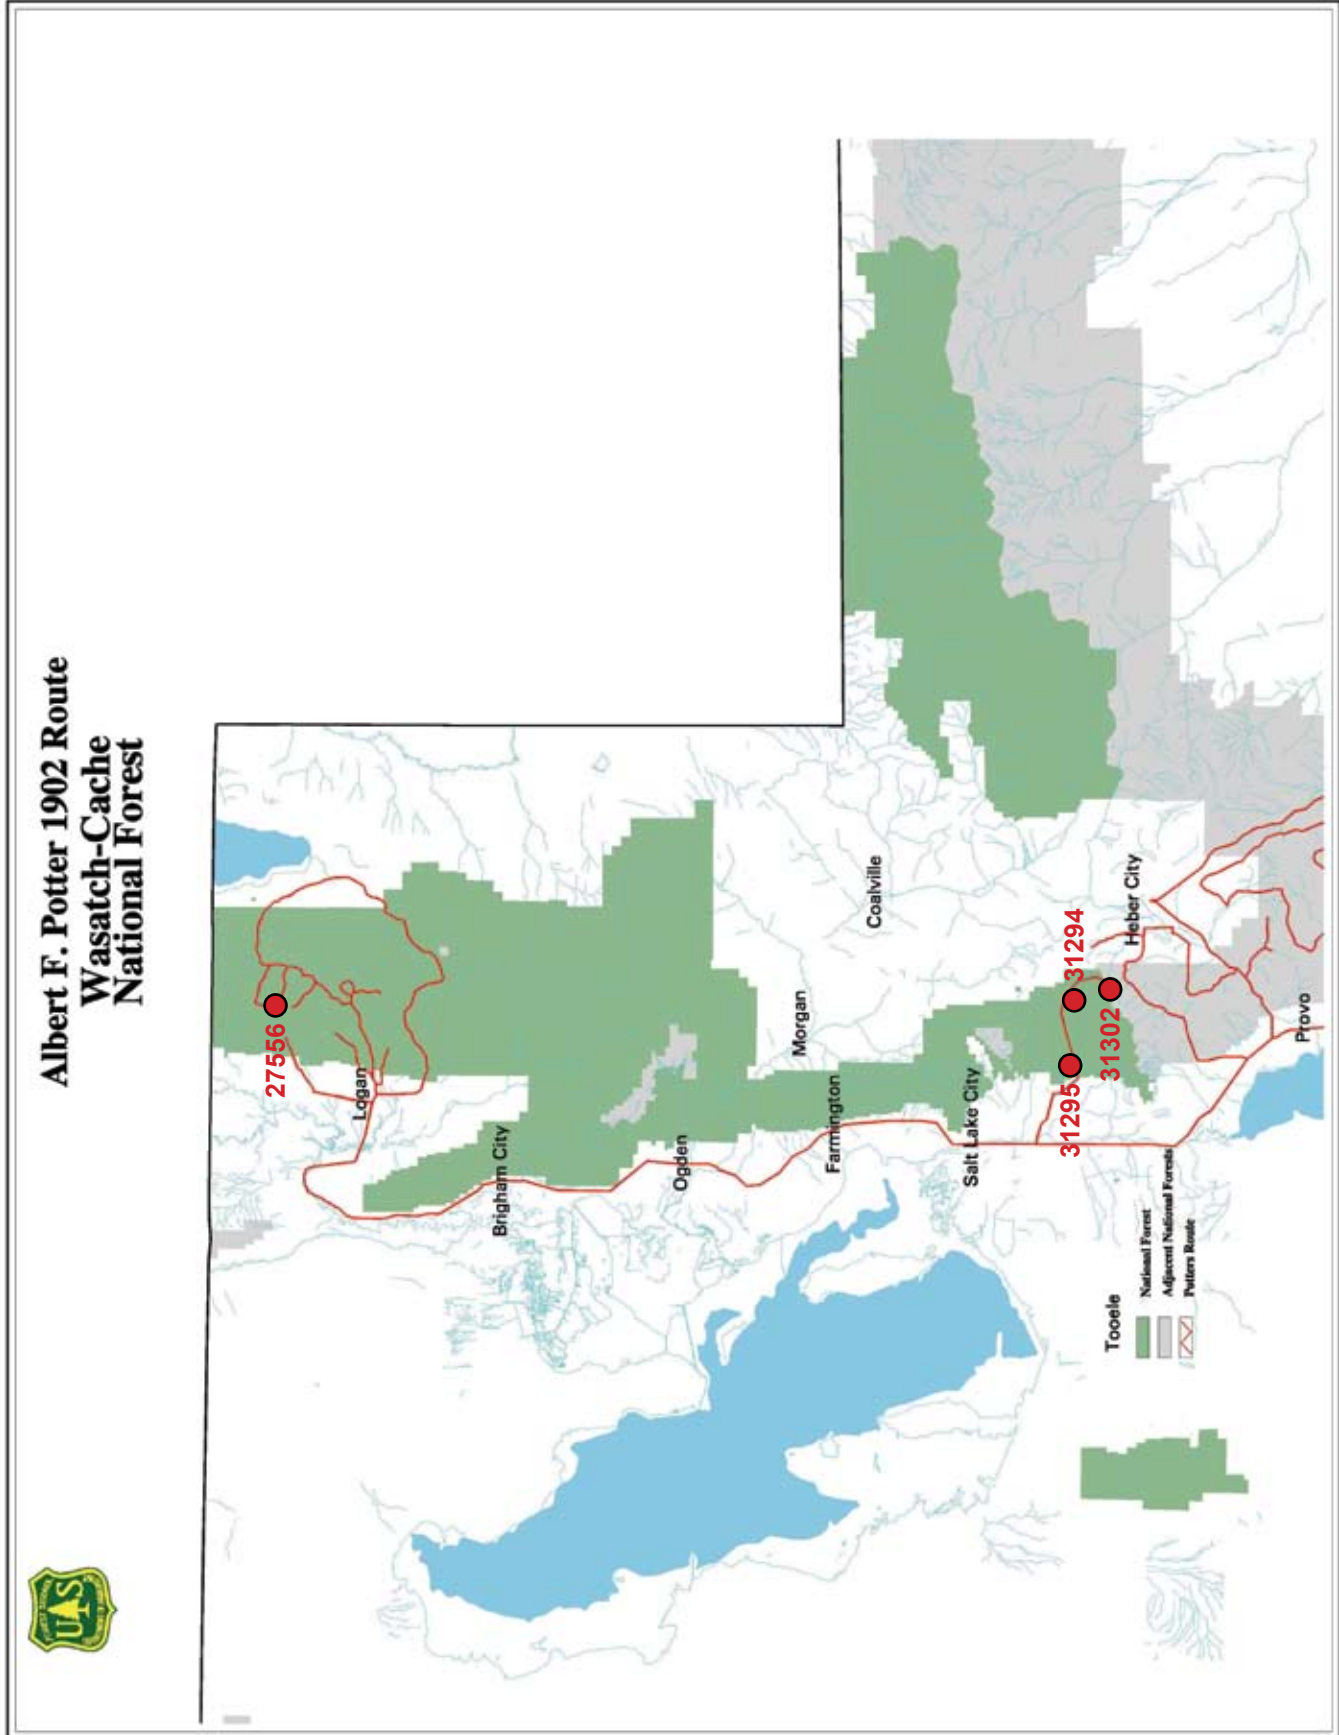 Albert F. Potter 1902 Route
Wasatch-Cache
National Forest
UAS
27556
Logan
Brigham City
Ogden
Morgan
Coalville
Farmington
Salt Lake City
31294
31295
31302
Heber City
Provo
Tooele
National Forest
Adjacent National Forests
Potters Route